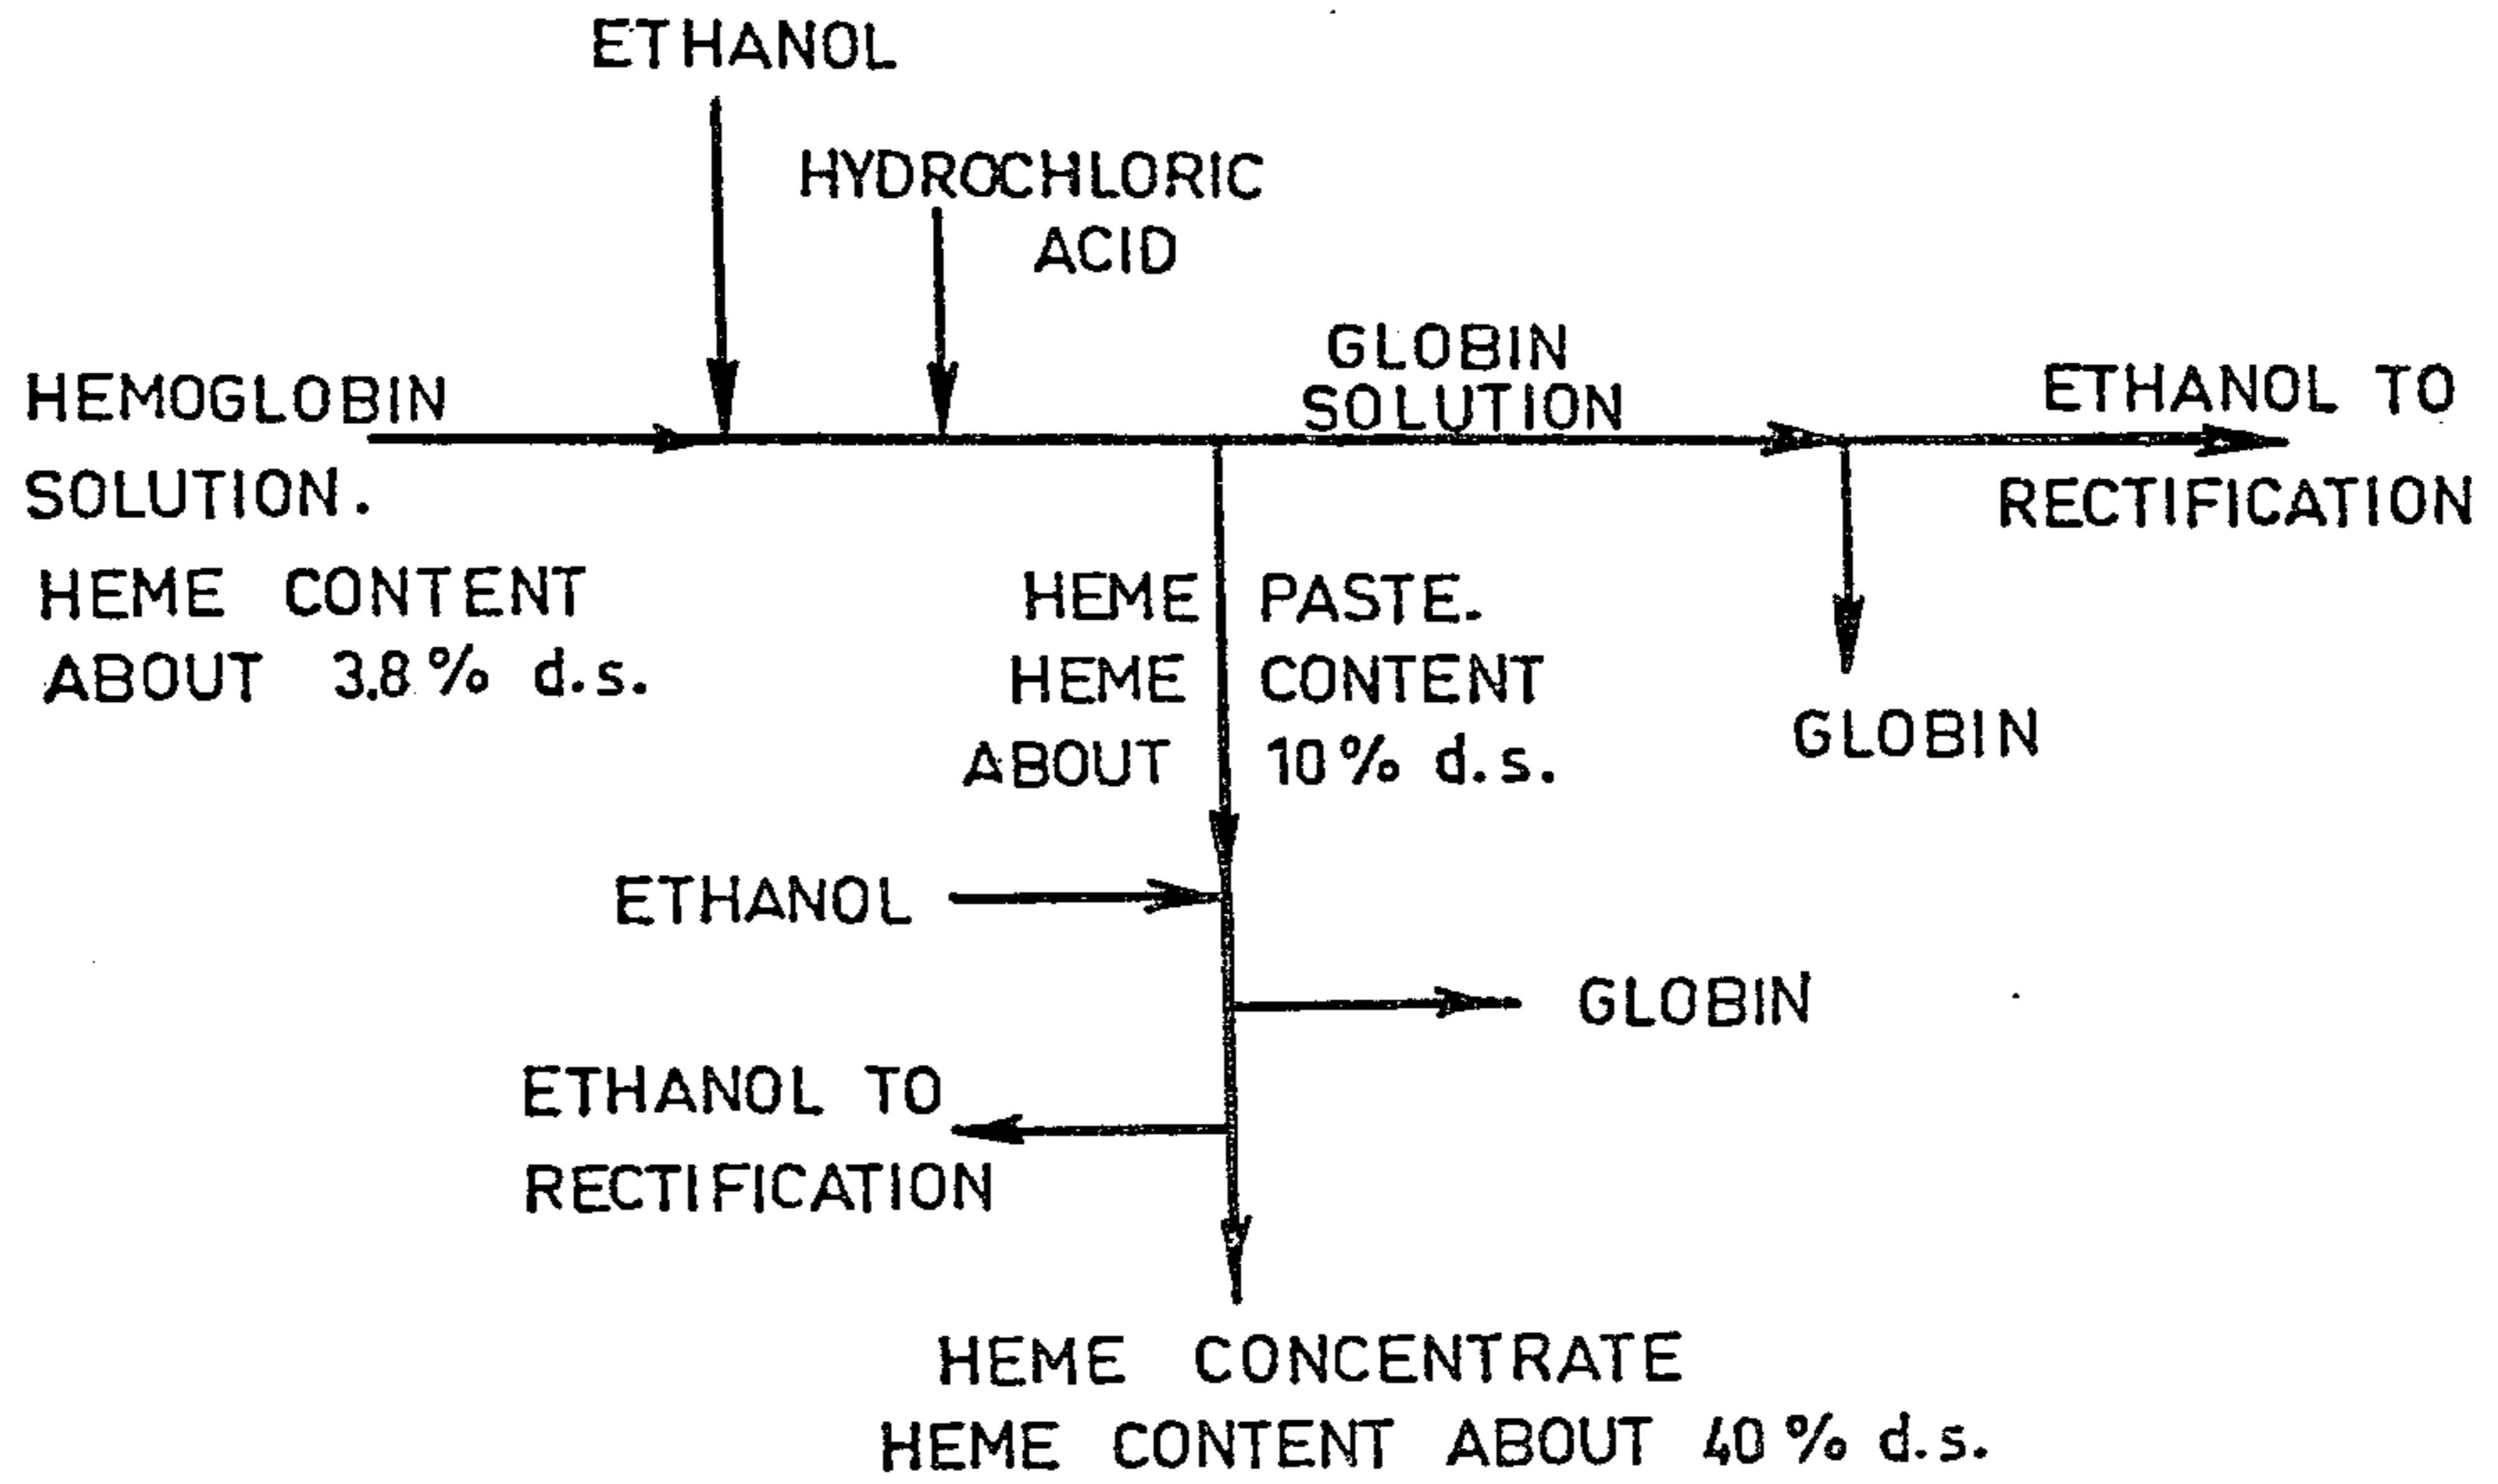 ETHANOL
HYDROCHLORIC
ACID
GLOBIN
SOLUTION
ETHANOL TO
RECTIFICATION
HEMOGLOBIN
SOLUTION.
HEME CONTENT
ABOUT 3.8% d.s.
HEME PASTE.
HEME CONTENT
ABOUT 10% d.s.
GLOBIN
ETHANOL
GLOBIN
ETHANOL TO
RECTIFICATION
HEME CONCENTRATE
HEME CONTENT ABOUT 40% d.s.